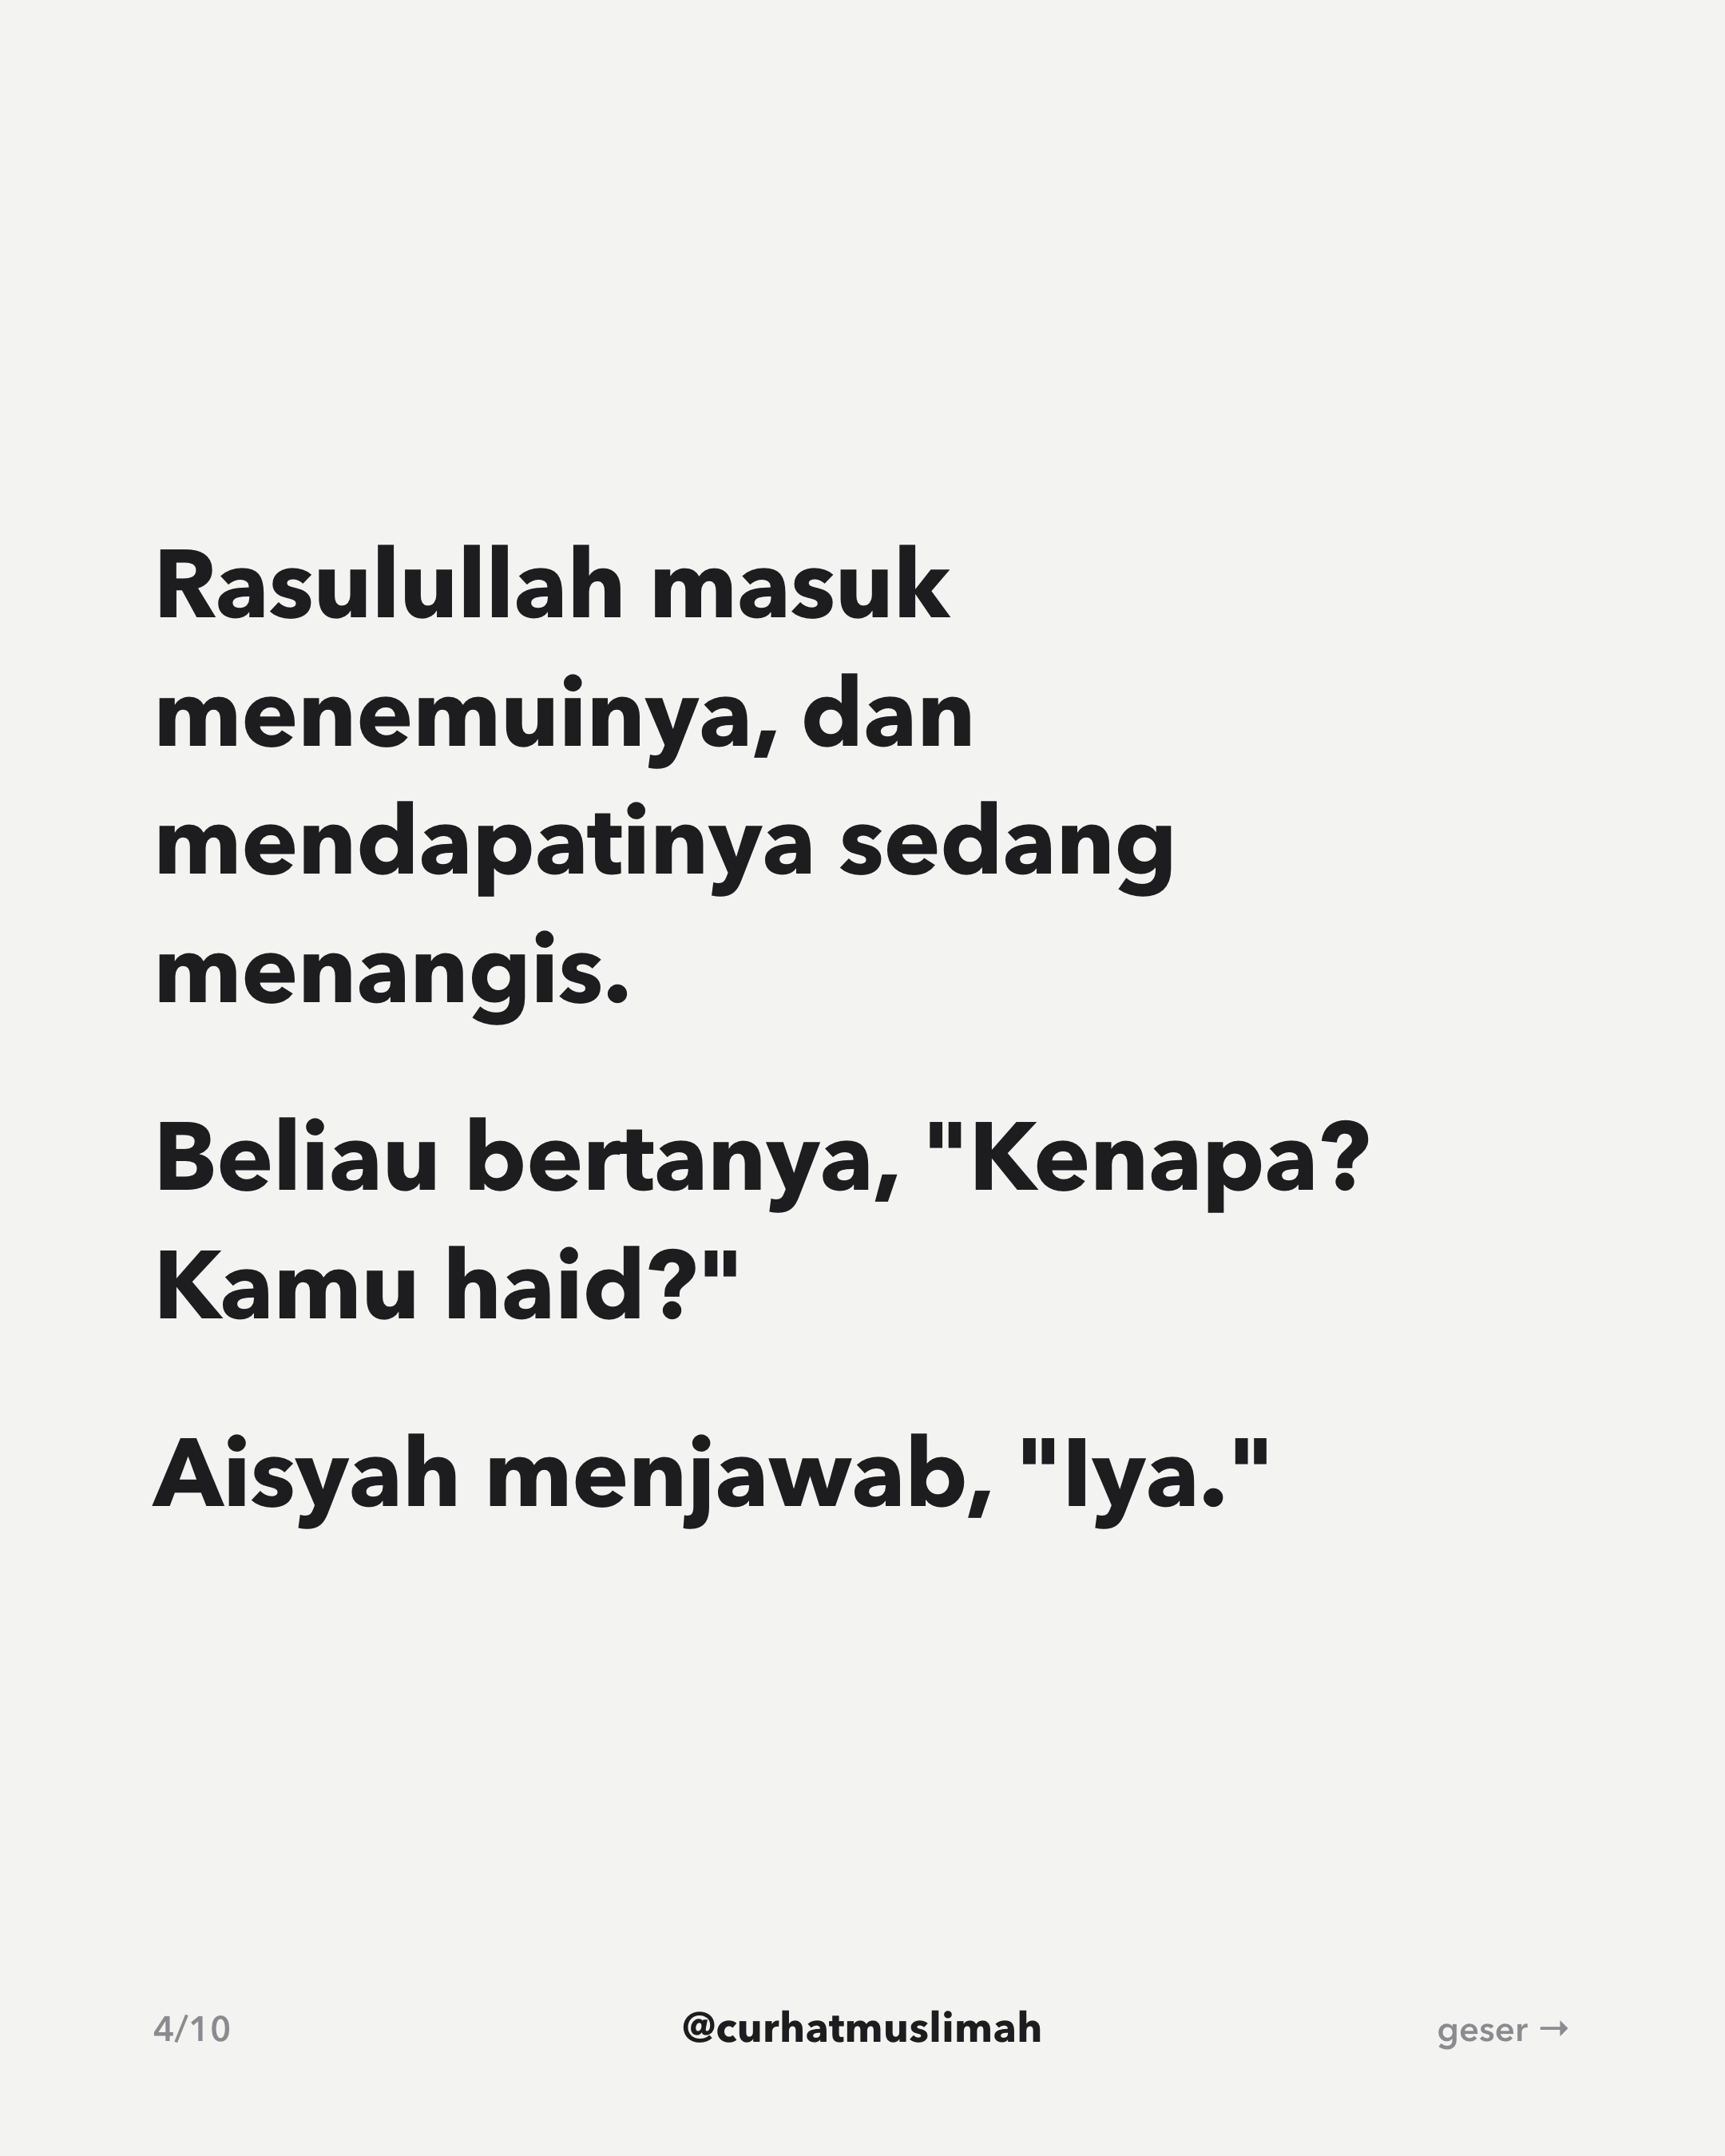 Rasulullah masuk
menemuinya, dan
mendapatinya sedang
menangis.
Beliau bertanya, "Kenapa?
Kamu haid?"
Aisyah menjawab, "Iya."
4/10
@curhatmuslimah
geser →